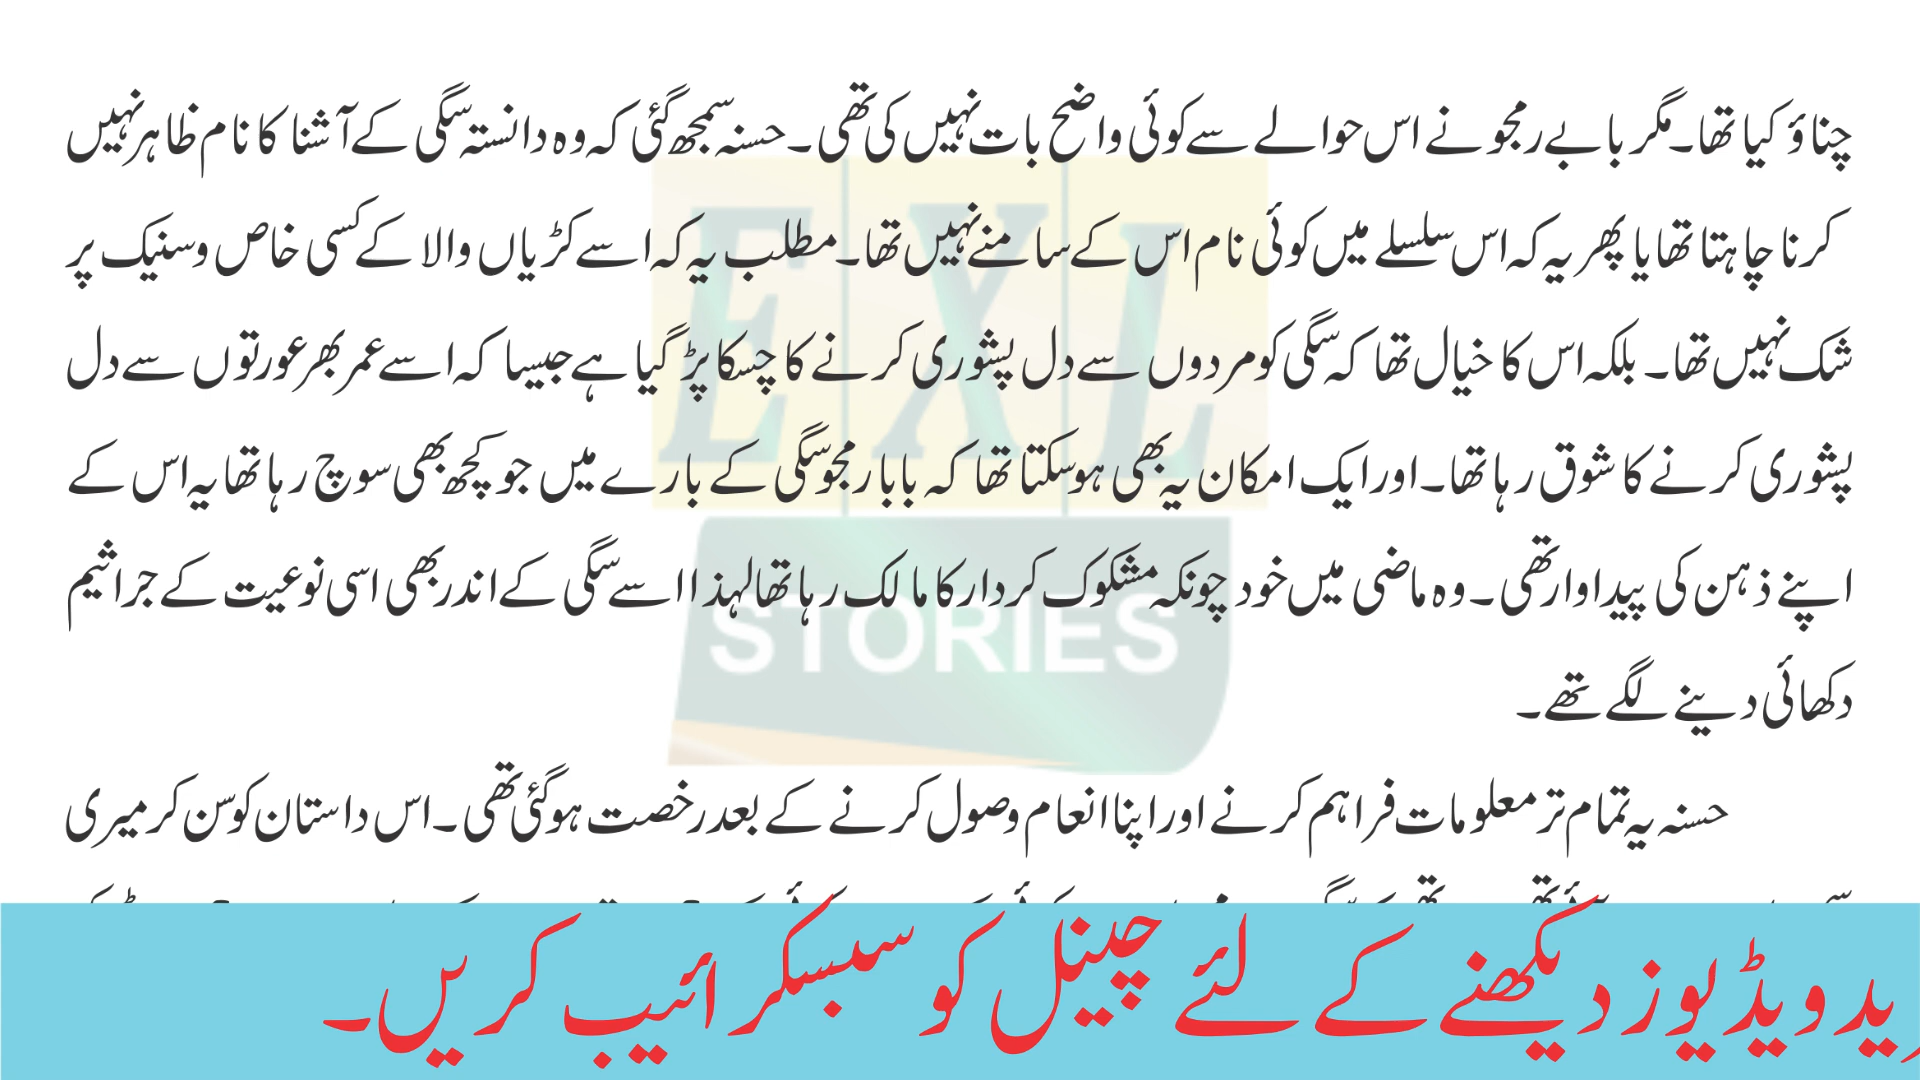 چناؤ کیا تھا۔ مگر بابے رمجو نے اس حوالے سے کوئی واضح بات نہیں کی تھی۔ حسنہ سمجھ گئی کہ وہ دانستہ سگی کے آشنا کا نام ظاہر نہیں
کرنا چاہتا تھا یا پھر یہ کہ اس سلسلے میں کوئی نام اس کے سامنے نہیں تھا۔ مطلب یہ کہ اسے کڑیاں والا کے کسی خاص وسنیک پر
شک نہیں تھا۔ بلکہ اس کا خیال تھا کہ سگی کو مردوں سے دل پشوری کرنے کا چسکا پڑ گیا ہے جیسا کہ اسے عمر بھر عورتوں سے دل
پشوری کرنے کا شوق رہا تھا۔ اور ایک امکان یہ بھی ہو سکتا تھا کہ بابا رمجو سگی کے بارے میں جو کچھ بھی سوچ رہا تھا یہ اس کے
اپنے ذہن کی پیداوار تھی۔ وہ ماضی میں خود چونکہ مشکوک کردار کا مالک رہا تھا لہذا اسے سگی کے اندر بھی اسی نوعیت کے جراثیم
دکھائی دینے لگے تھے۔
حسنہ یہ تمام تر معلومات فراہم کرنے اور اپنا انعام وصول کرنے کے بعد رخصت ہو گئی تھی۔ اس داستان کو سن کر میری
ویڈیوز دیکھنے کے لئے چینل کو سبسکرائیب کریں۔
EXL
STORIES